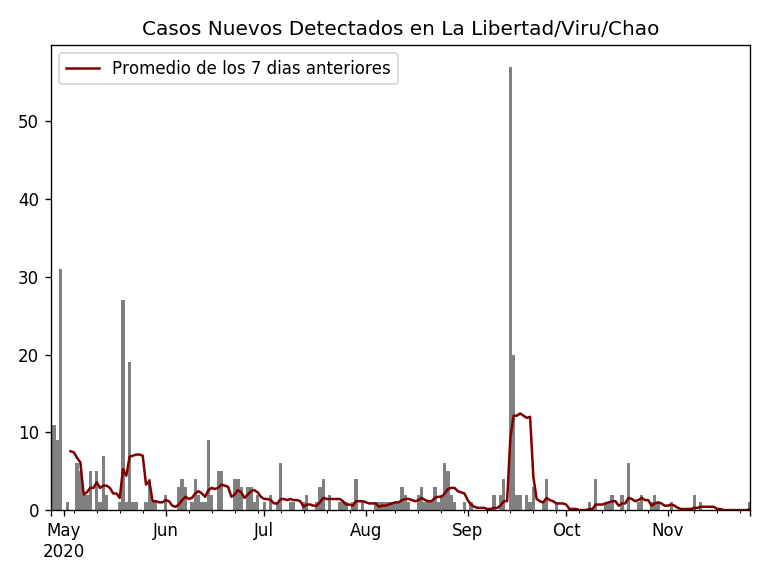 Casos Nuevos Detectados en La Libertad/Viru/Chao
Promedio de los 7 dias anteriores
50
40
30
20
10
0
May Jun Jul Aug Sep Oct Nov
2020